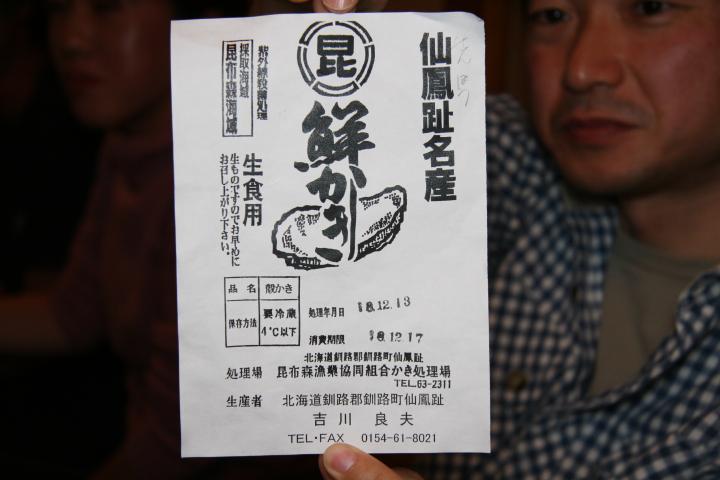 仙鳳趾名産
せんぽう
昆
鮮かき
紫外線殺菌処理
採取海域
昆布森海域
生食用
生ものですのでお早めに
お召し上がり下さい。
品名 殻かき
保存方法 要冷蔵
4℃以下
処理年月日 18.12.13
消費期限 18.12.17
北海道釧路郡釧路町仙鳳趾
処理場 昆布森漁業協同組合かき処理場
TEL.63-2311
生産者 北海道釧路郡釧路町仙鳳趾
吉川良夫
TEL・FAX 0154-61-8021